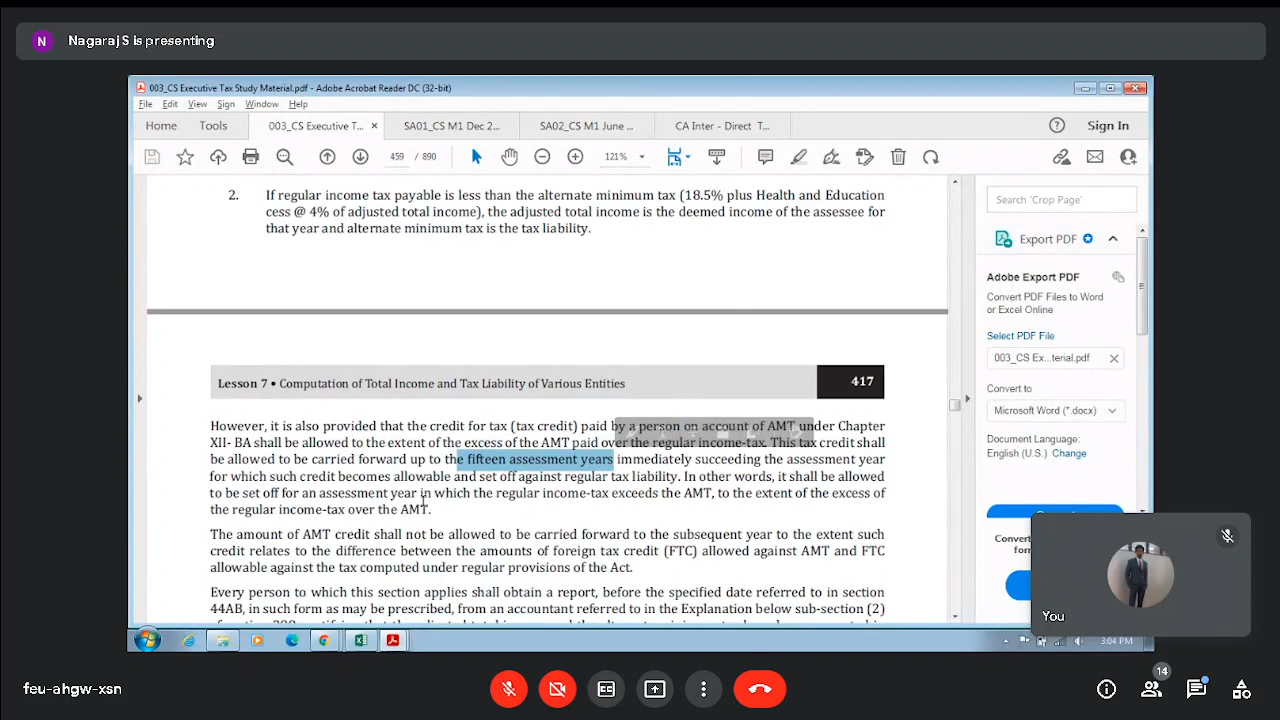 N
Nagaraj S is presenting
003_CS Executive Tax Study Material.pdf - Adobe Acrobat Reader DC (32-bit)
File Edit View Sign Window Help
Home Tools 003_CS Executive T... × SA01_CS M1 Dec 2... SA02_CS M1 June ... CA Inter - Direct T... ? Sign In
459 / 890 121%
2. If regular income tax payable is less than the alternate minimum tax (18.5% plus Health and Education
cess @ 4% of adjusted total income), the adjusted total income is the deemed income of the assessee for
that year and alternate minimum tax is the tax liability.
Lesson 7 • Computation of Total Income and Tax Liability of Various Entities 417
However, it is also provided that the credit for tax (tax credit) paid by a person on account of AMT under Chapter
XII- BA shall be allowed to the extent of the excess of the AMT paid over the regular income-tax. This tax credit shall
be allowed to be carried forward up to the fifteen assessment years immediately succeeding the assessment year
for which such credit becomes allowable and set off against regular tax liability. In other words, it shall be allowed
to be set off for an assessment year in which the regular income-tax exceeds the AMT, to the extent of the excess of
the regular income-tax over the AMT.
The amount of AMT credit shall not be allowed to be carried forward to the subsequent year to the extent such
credit relates to the difference between the amounts of foreign tax credit (FTC) allowed against AMT and FTC
allowable against the tax computed under regular provisions of the Act.
Every person to which this section applies shall obtain a report, before the specified date referred to in section
44AB, in such form as may be prescribed, from an accountant referred to in the Explanation below sub-section (2)
Search 'Crop Page'
Export PDF
Adobe Export PDF
Convert PDF Files to Word
or Excel Online
Select PDF File
003_CS Ex...terial.pdf ×
Convert to
Microsoft Word (*.docx)
Document Language:
English (U.S.) Change
You
3:04 PM
feu-ahgw-xsn
CC
14